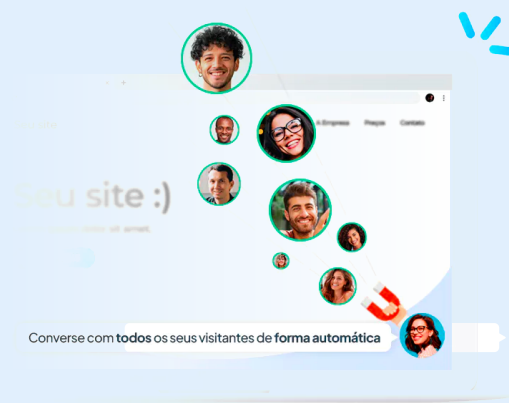 A Empresa Preços Contato
Seu site :)
Converse com todos os seus visitantes de forma automática